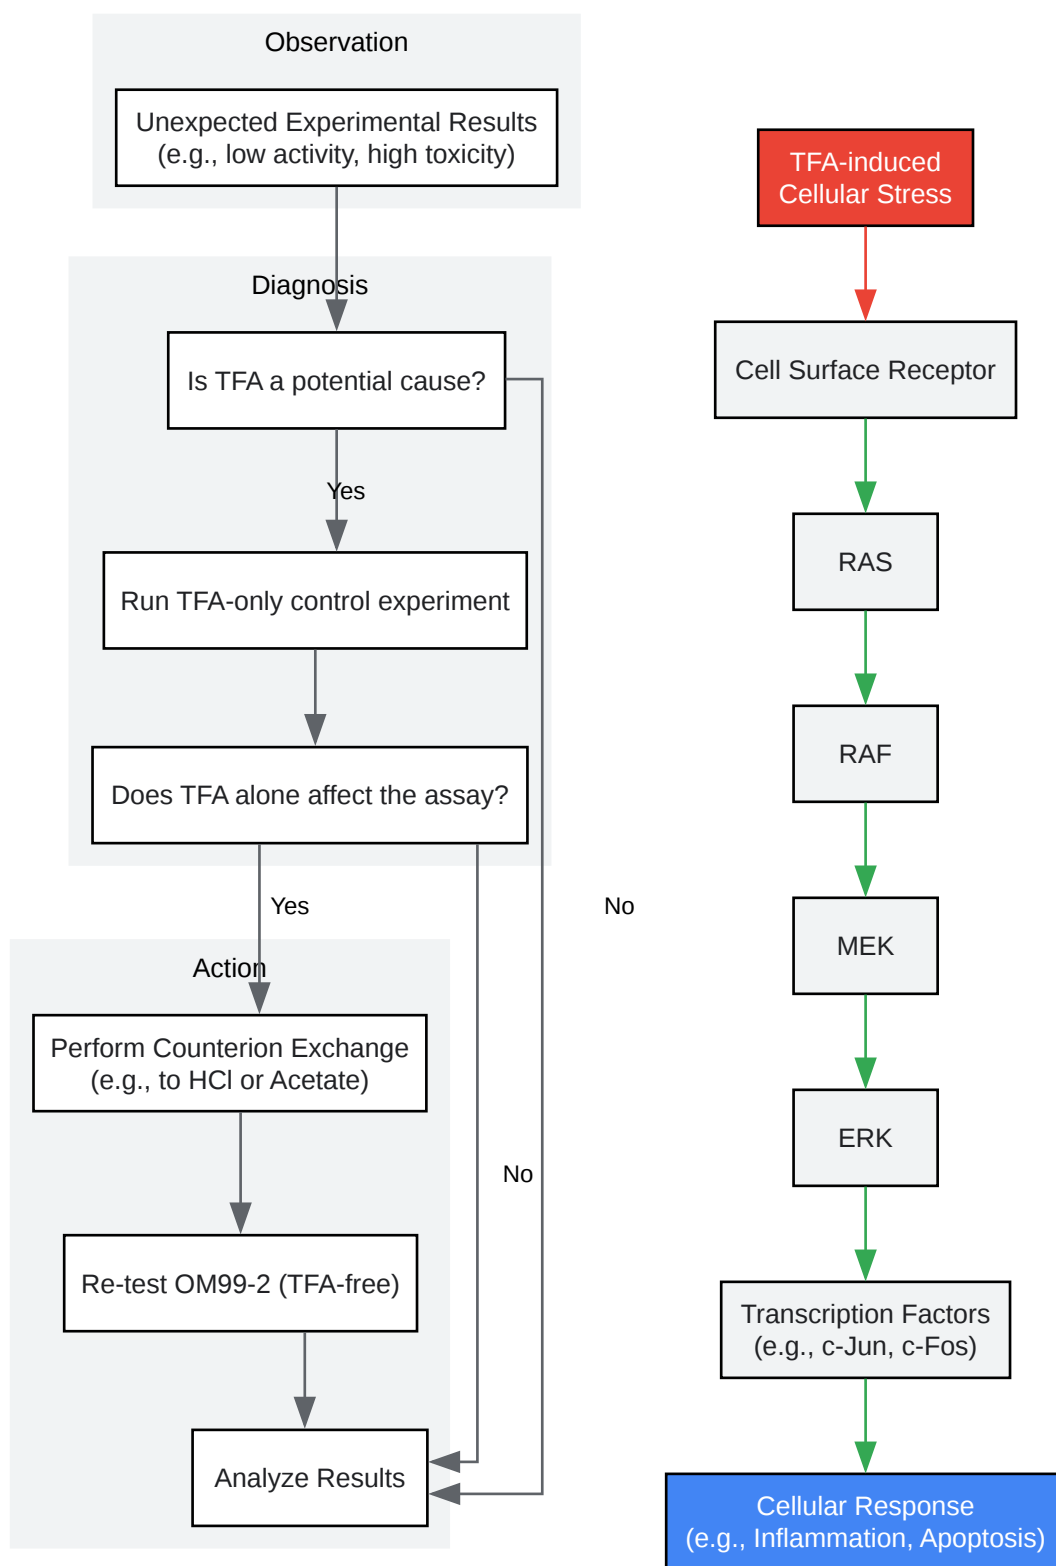 Observation
Unexpected Experimental Results
(e.g., low activity, high toxicity)
Diagnosis
Is TFA a potential cause?
Yes
Run TFA-only control experiment
Does TFA alone affect the assay?
Yes
No
Action
Perform Counterion Exchange
(e.g., to HCl or Acetate)
No
Re-test OM99-2 (TFA-free)
Analyze Results
TFA-induced
Cellular Stress
Cell Surface Receptor
RAS
RAF
MEK
ERK
Transcription Factors
(e.g., c-Jun, c-Fos)
Cellular Response
(e.g., Inflammation, Apoptosis)